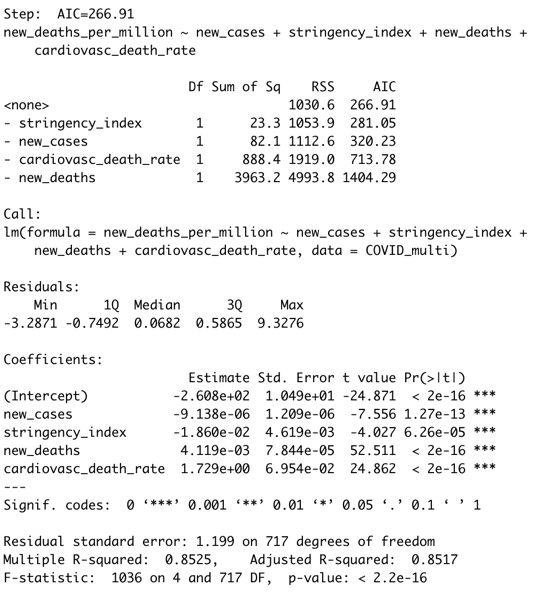 Step:  AIC=266.91
new_deaths_per_million ~ new_cases + stringency_index + new_deaths +
    cardiovasc_death_rate

                        Df Sum of Sq    RSS     AIC
<none>                               1030.6  266.91
- stringency_index       1      23.3 1053.9  281.05
- new_cases              1      82.1 1112.6  320.23
- cardiovasc_death_rate  1     888.4 1919.0  713.78
- new_deaths             1    3963.2 4993.8 1404.29

Call:
lm(formula = new_deaths_per_million ~ new_cases + stringency_index +
    new_deaths + cardiovasc_death_rate, data = COVID_multi)

Residuals:
    Min      1Q  Median      3Q     Max
-3.2871 -0.7492  0.0682  0.5865  9.3276

Coefficients:
                        Estimate Std. Error t value Pr(>|t|)
(Intercept)           -2.608e+02  1.049e+01 -24.871  < 2e-16 ***
new_cases             -9.138e-06  1.209e-06  -7.556 1.27e-13 ***
stringency_index      -1.860e-02  4.619e-03  -4.027 6.26e-05 ***
new_deaths             4.119e-03  7.844e-05  52.511  < 2e-16 ***
cardiovasc_death_rate  1.729e+00  6.954e-02  24.862  < 2e-16 ***
---
Signif. codes:  0 ‘***’ 0.001 ‘**’ 0.01 ‘*’ 0.05 ‘.’ 0.1 ‘ ’ 1

Residual standard error: 1.199 on 717 degrees of freedom
Multiple R-squared:  0.8525,    Adjusted R-squared:  0.8517
F-statistic:  1036 on 4 and 717 DF,  p-value: < 2.2e-16